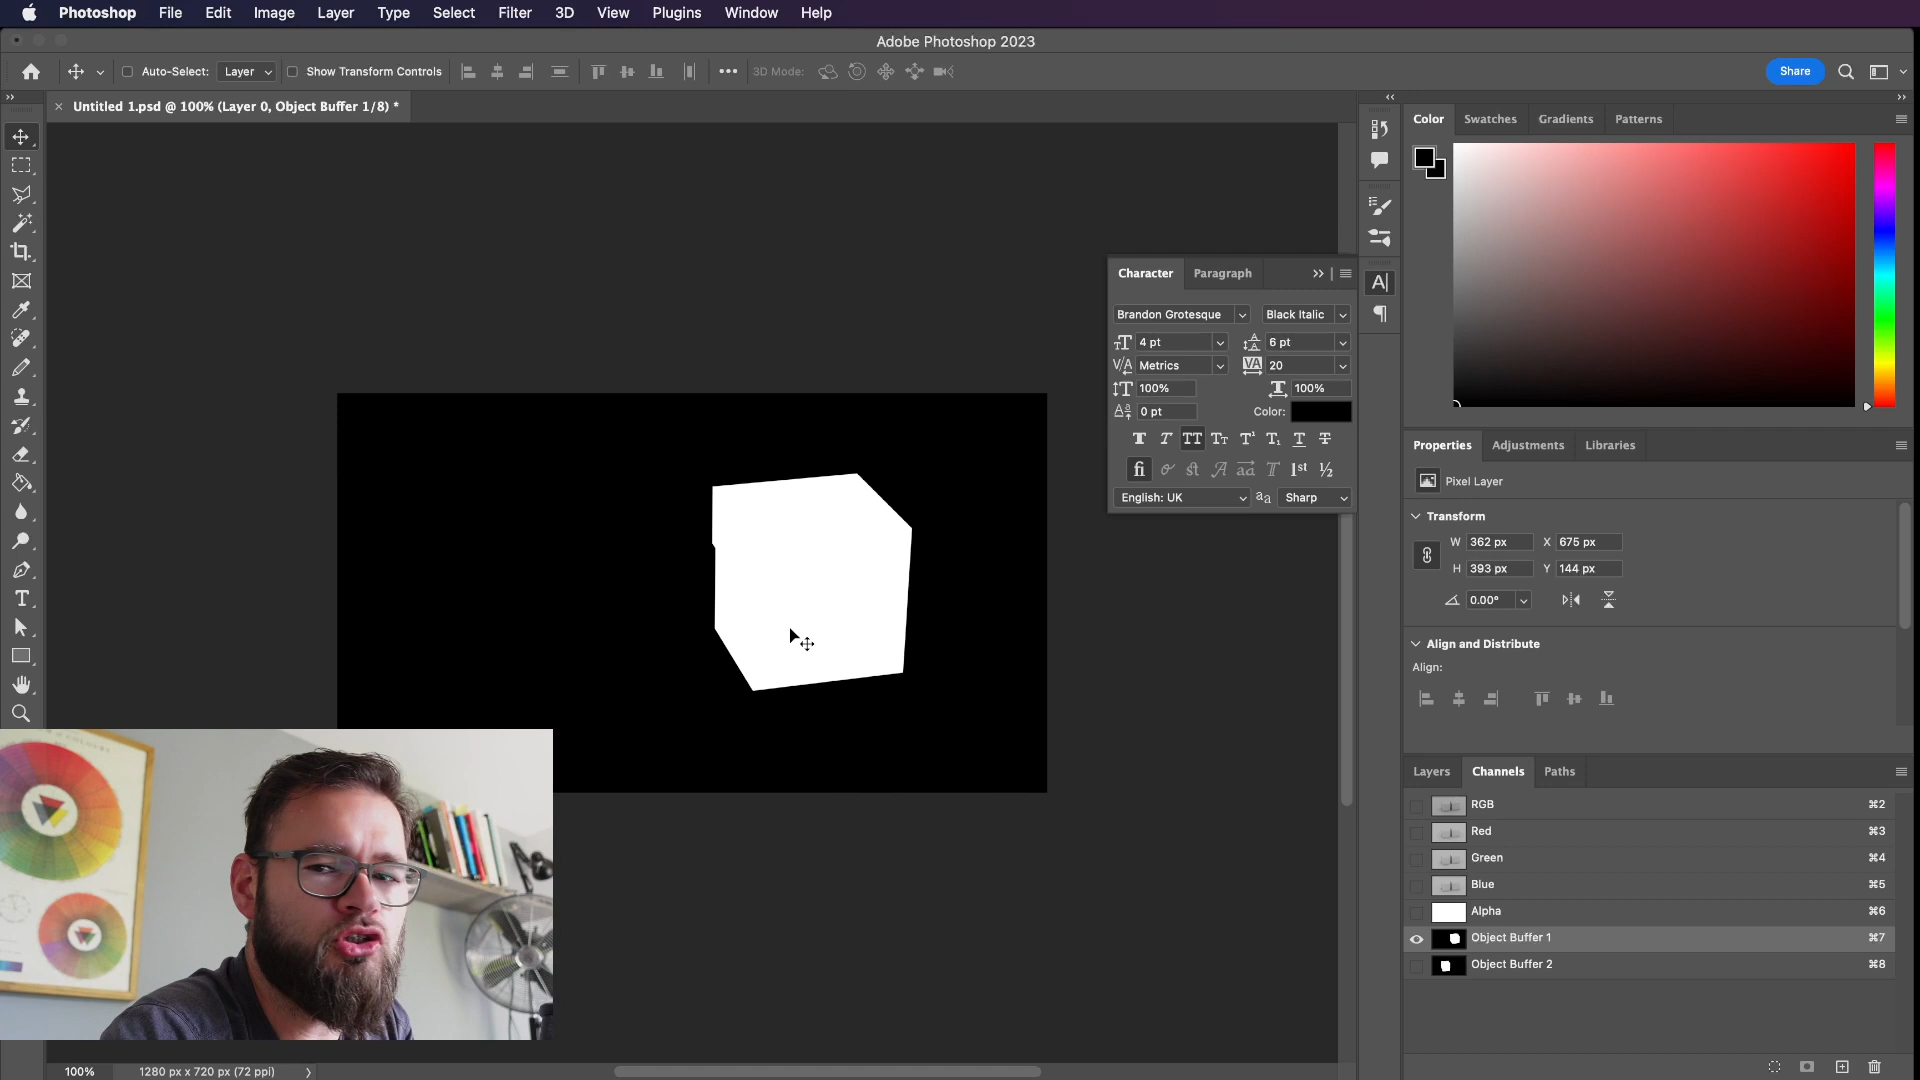 Photoshop File Edit Image Layer Type Select Filter 3D View Plugins Window Help
Adobe Photoshop 2023
Auto-Select: Layer Show Transform Controls 3D Mode: Share
Untitled 1.psd @ 100% (Layer 0, Object Buffer 1/8) *
Color Swatches Gradients Patterns
Character Paragraph
Brandon Grotesque Black Italic
4 pt 6 pt
Metrics 20
100% 100%
0 pt Color:
English: UK Sharp
Properties Adjustments Libraries
Pixel Layer
Transform
W 362 px X 675 px
H 393 px Y 144 px
0.00°
Align and Distribute
Align:
Layers Channels Paths
RGB ⌘2
Red ⌘3
Green ⌘4
Blue ⌘5
Alpha ⌘6
Object Buffer 1 ⌘7
Object Buffer 2 ⌘8
100% 1280 px x 720 px (72 ppi)